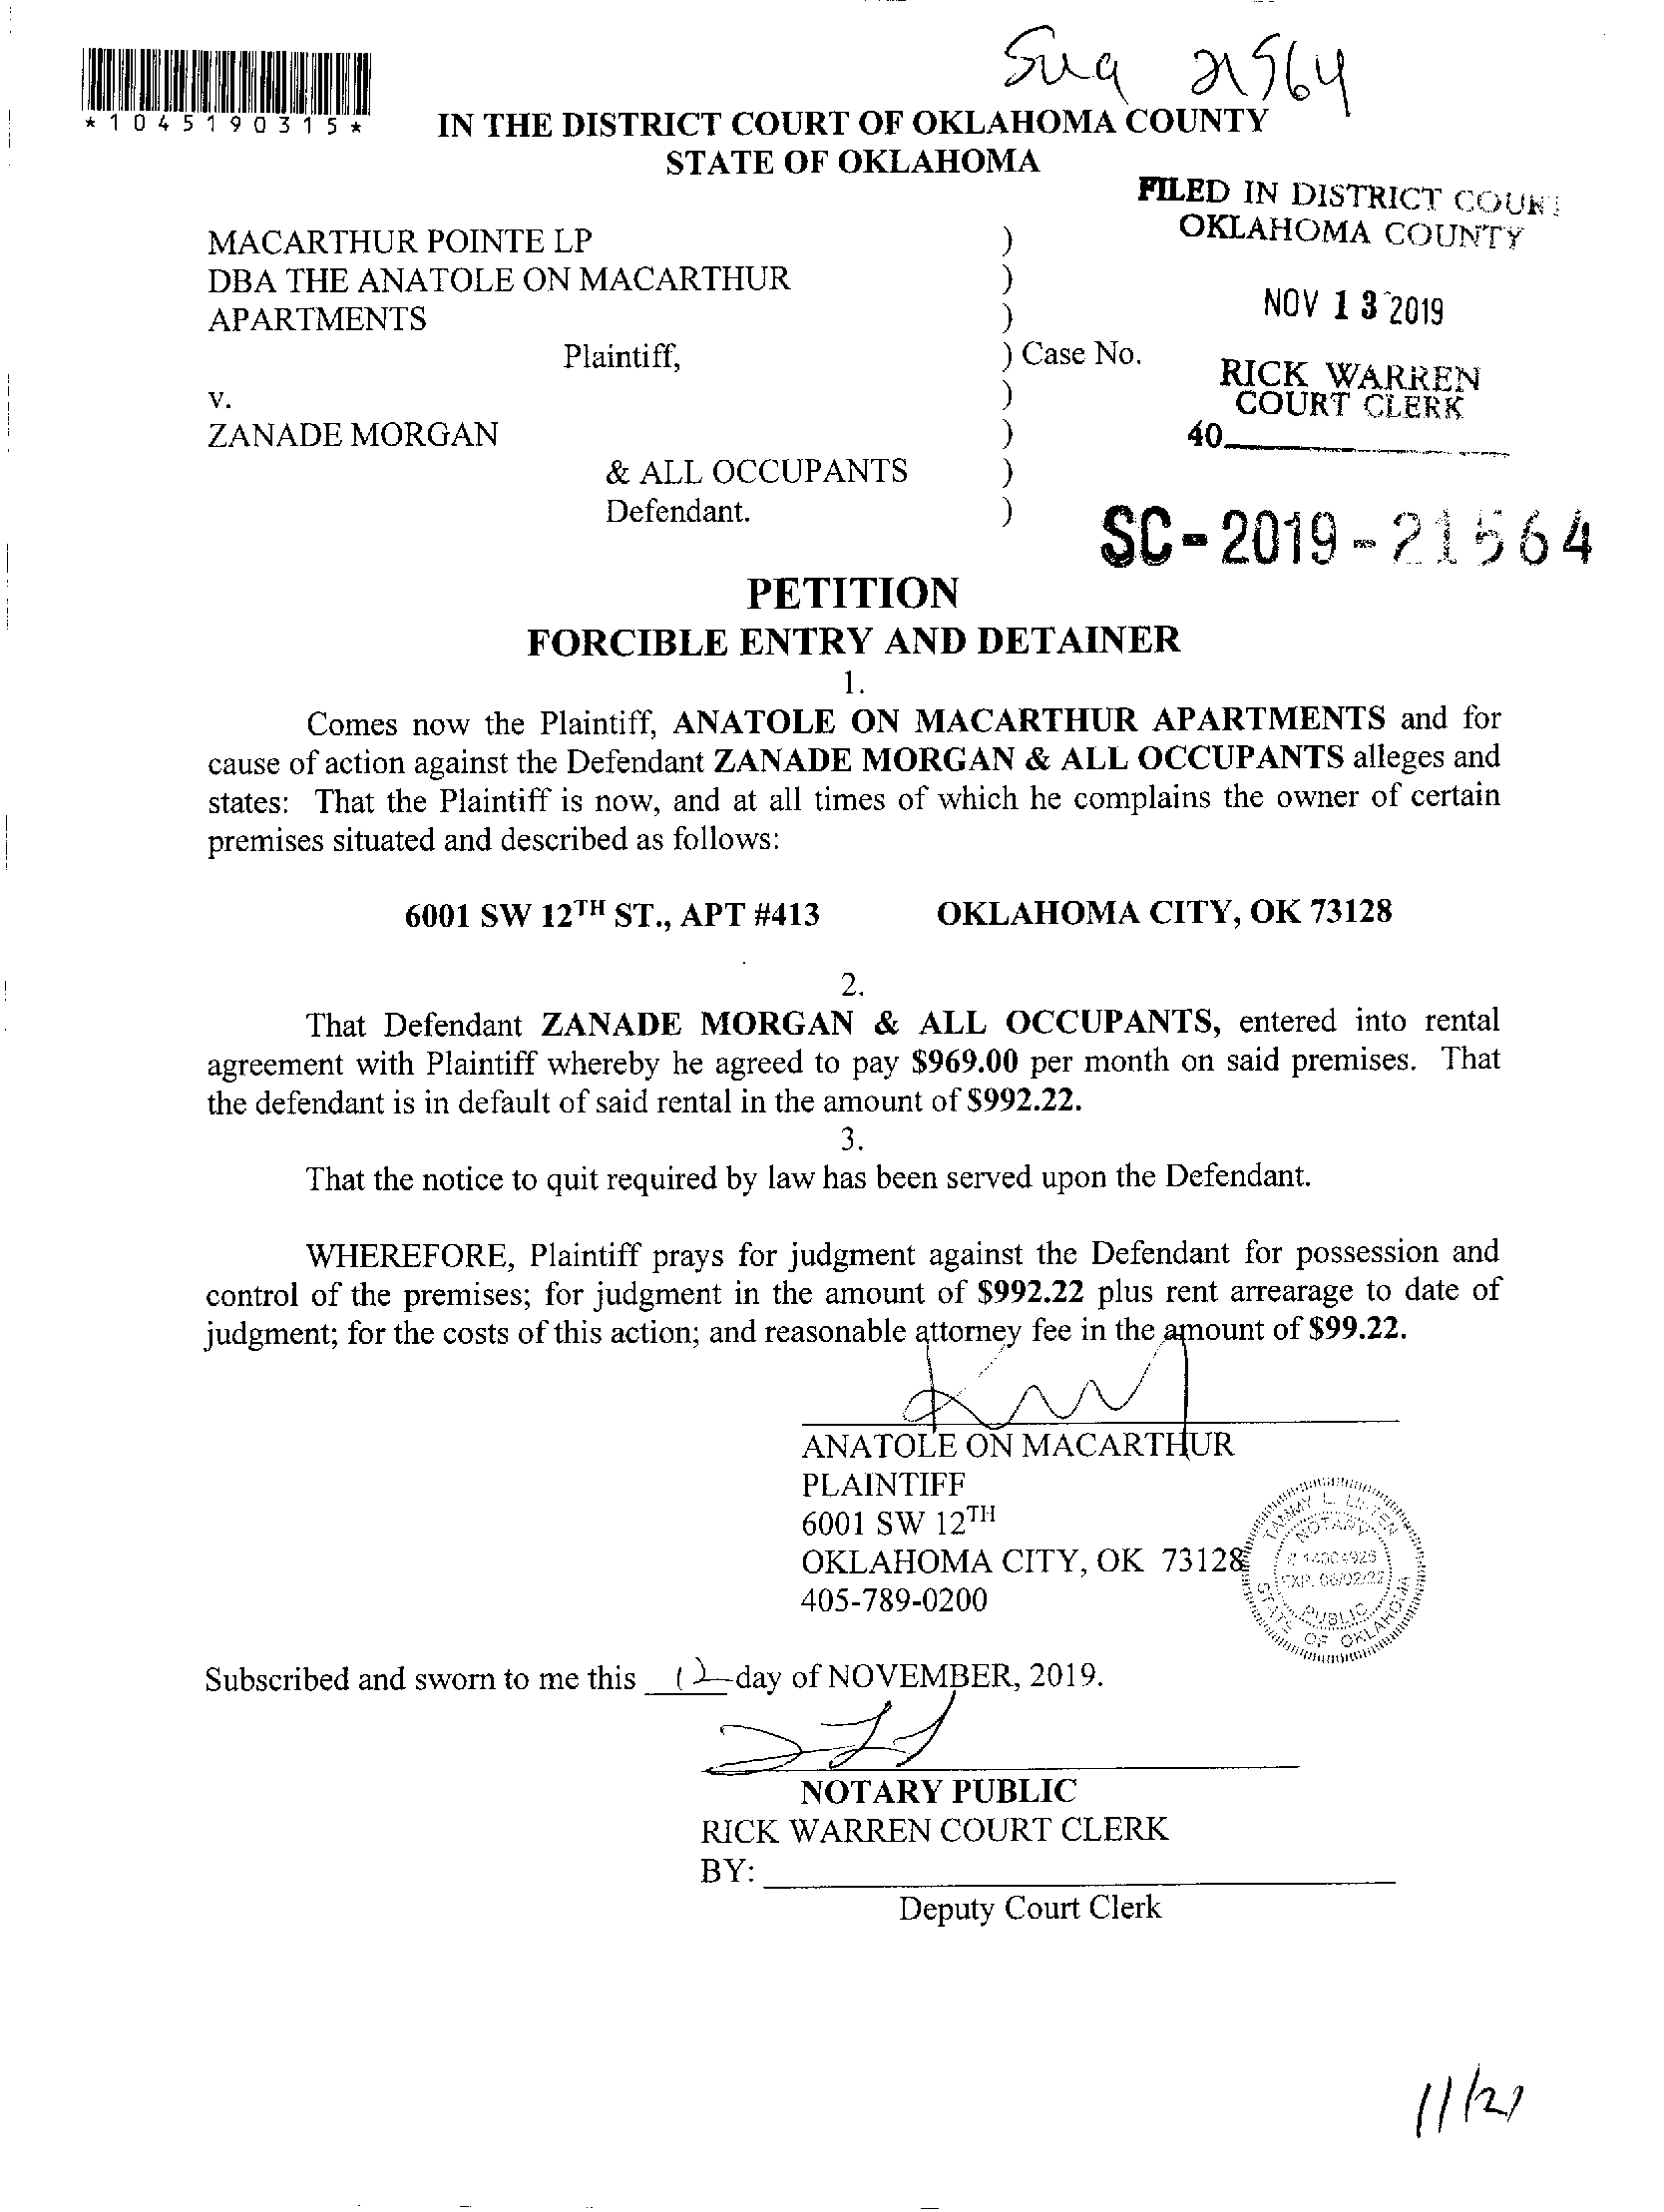 21564
*1045190315*
IN THE DISTRICT COURT OF OKLAHOMA COUNTY
STATE OF OKLAHOMA
FILED IN DISTRICT COURT
OKLAHOMA COUNTY
MACARTHUR POINTE LP )
DBA THE ANATOLE ON MACARTHUR )
APARTMENTS )
NOV 13 2019
Plaintiff, ) Case No.
RICK WARREN
COURT CLERK
v. )
ZANADE MORGAN )
40
& ALL OCCUPANTS )
Defendant. )
SC-2019-21564
PETITION
FORCIBLE ENTRY AND DETAINER
1.
Comes now the Plaintiff, ANATOLE ON MACARTHUR APARTMENTS and for
cause of action against the Defendant ZANADE MORGAN & ALL OCCUPANTS alleges and
states: That the Plaintiff is now, and at all times of which he complains the owner of certain
premises situated and described as follows:
6001 SW 12TH ST., APT #413 OKLAHOMA CITY, OK 73128
2.
That Defendant ZANADE MORGAN & ALL OCCUPANTS, entered into rental
agreement with Plaintiff whereby he agreed to pay $969.00 per month on said premises. That
the defendant is in default of said rental in the amount of $992.22.
3.
That the notice to quit required by law has been served upon the Defendant.
WHEREFORE, Plaintiff prays for judgment against the Defendant for possession and
control of the premises; for judgment in the amount of $992.22 plus rent arrearage to date of
judgment; for the costs of this action; and reasonable attorney fee in the amount of $99.22.
ANATOLE ON MACARTHUR
PLAINTIFF
6001 SW 12TH
OKLAHOMA CITY, OK 73128
405-789-0200
TAMMY L.
NOTARY
# 14004926
EXP. 06/02/22
PUBLIC
STATE OF OKLAHOMA
Subscribed and sworn to me this 12 day of NOVEMBER, 2019.
NOTARY PUBLIC
RICK WARREN COURT CLERK
BY:
Deputy Court Clerk
11/21